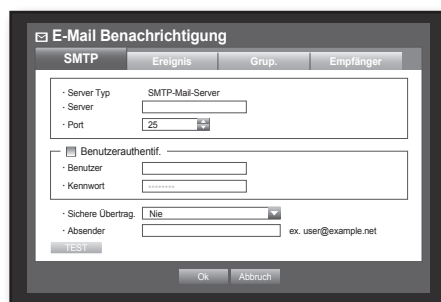 E-Mail Benachrichtigung
SMTP Ereignis Grup. Empfänger
· Server Typ SMTP-Mail-Server
· Server
· Port 25
Benutzerauthentif.
· Benutzer
· Kennwort --------
· Sichere Übertrag. Nie
· Absender ex. user@example.net
TEST
Ok Abbruch